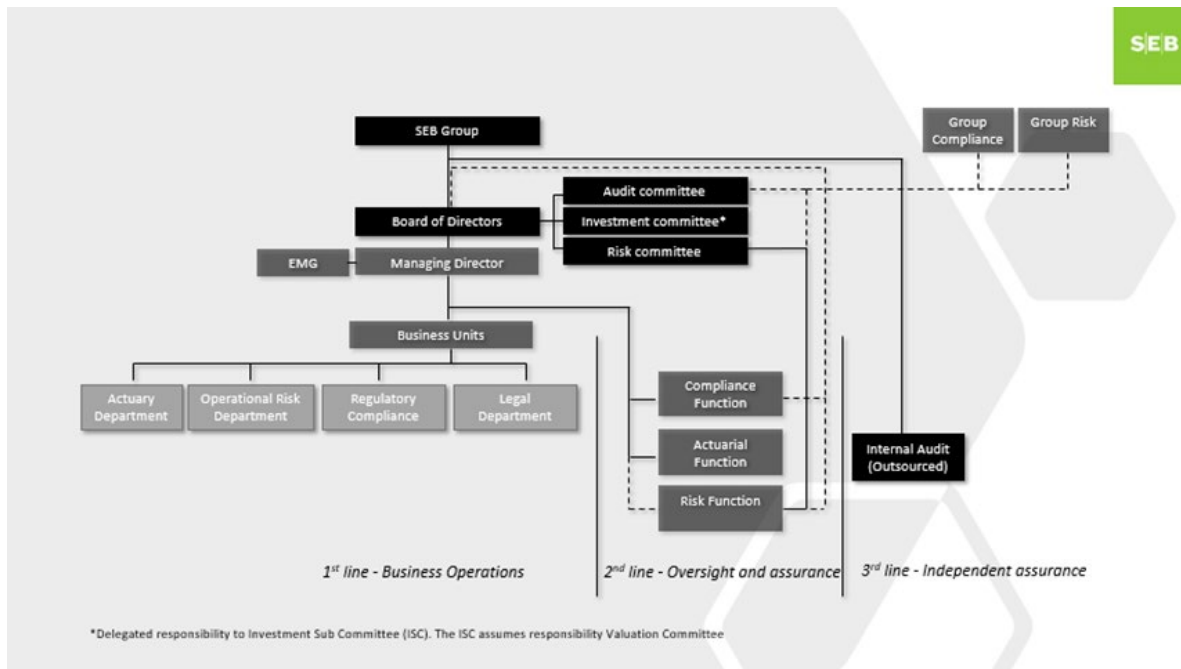 S|E|B
SEB Group
Group
Compliance
Group Risk
Audit committee
Board of Directors
Investment committee*
Risk committee
EMG
Managing Director
Business Units
Actuary
Department
Operational Risk
Department
Regulatory
Compliance
Legal
Department
Compliance
Function
Actuarial
Function
Risk Function
Internal Audit
(Outsourced)
1st line - Business Operations
2nd line - Oversight and assurance
3rd line - Independent assurance
*Delegated responsibility to Investment Sub Committee (ISC). The ISC assumes responsibility Valuation Committee